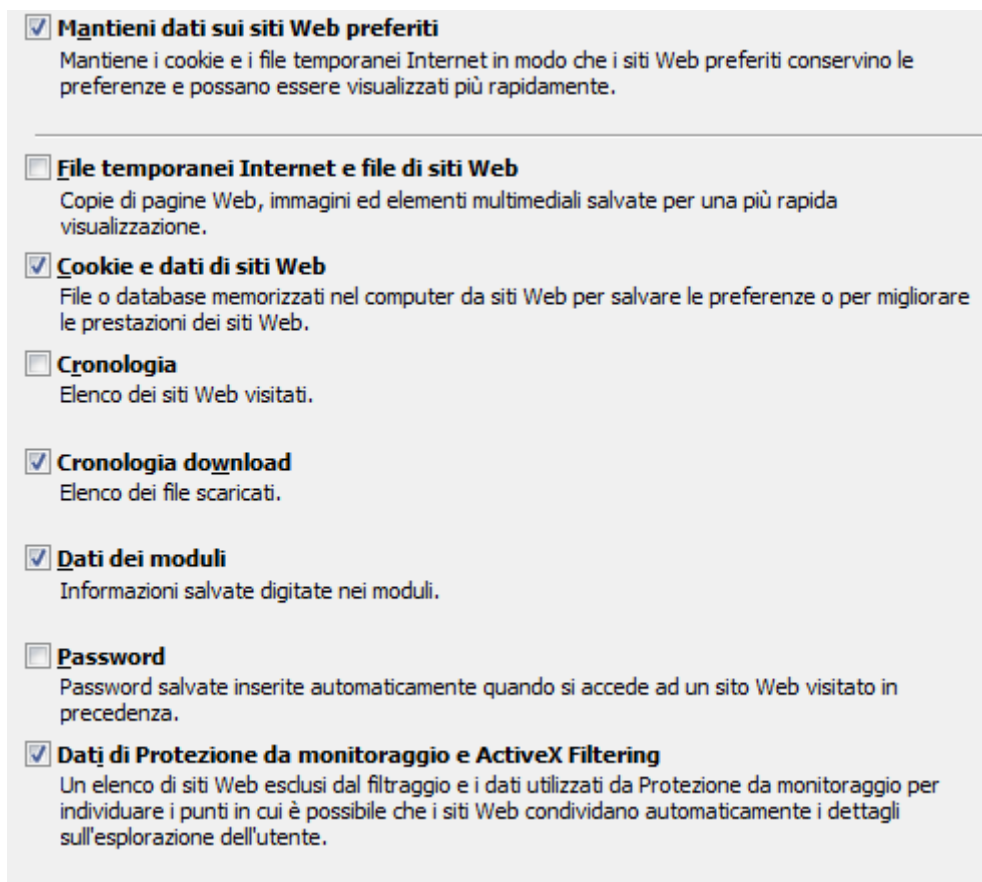 Mantieni dati sui siti Web preferiti
Mantiene i cookie e i file temporanei Internet in modo che i siti Web preferiti conservino le
preferenze e possano essere visualizzati più rapidamente.
File temporanei Internet e file di siti Web
Copie di pagine Web, immagini ed elementi multimediali salvate per una più rapida
visualizzazione.
Cookie e dati di siti Web
File o database memorizzati nel computer da siti Web per salvare le preferenze o per migliorare
le prestazioni dei siti Web.
Cronologia
Elenco dei siti Web visitati.
Cronologia download
Elenco dei file scaricati.
Dati dei moduli
Informazioni salvate digitate nei moduli.
Password
Password salvate inserite automaticamente quando si accede ad un sito Web visitato in
precedenza.
Dati di Protezione da monitoraggio e ActiveX Filtering
Un elenco di siti Web esclusi dal filtraggio e i dati utilizzati da Protezione da monitoraggio per
individuare i punti in cui è possibile che i siti Web condividano automaticamente i dettagli
sull'esplorazione dell'utente.